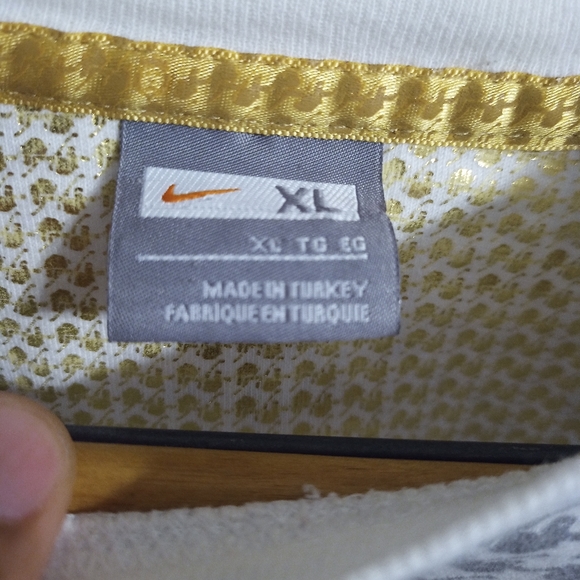 XL
XL TG EG
MADE IN TURKEY
FABRIQUE EN TURQUIE